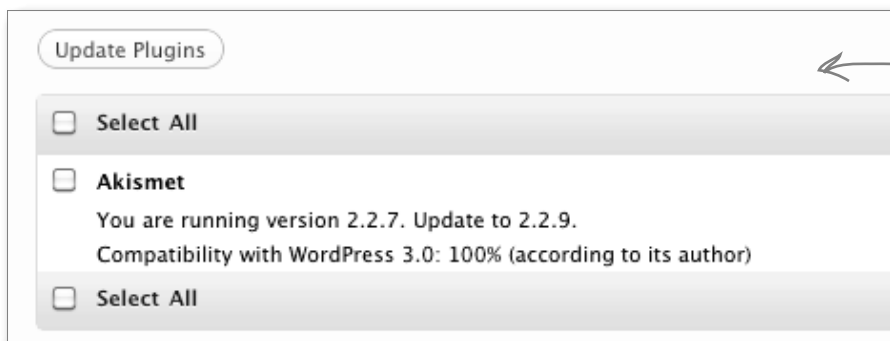 Update Plugins
Select All
Akismet
You are running version 2.2.7. Update to 2.2.9.
Compatibility with WordPress 3.0: 100% (according to its author)
Select All